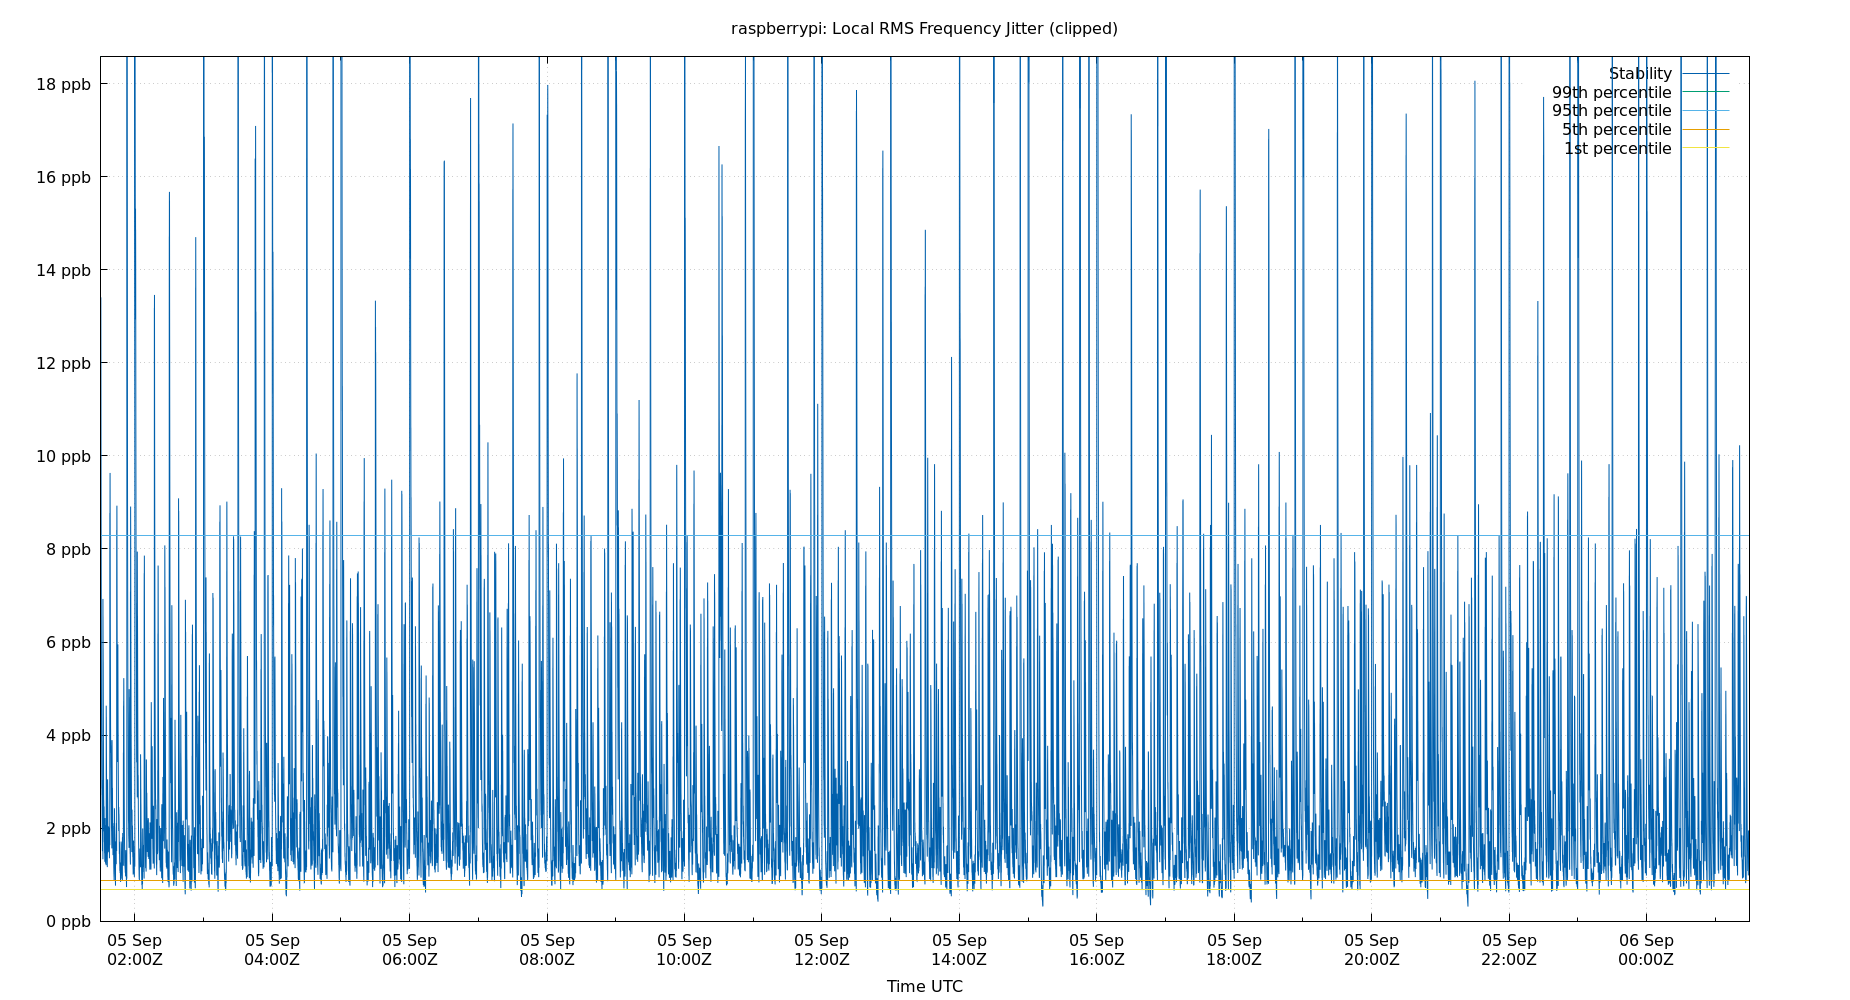 raspberrypi: Local RMS Frequency Jitter (clipped)
18 ppb
16 ppb
14 ppb
12 ppb
10 ppb
8 ppb
6 ppb
4 ppb
2 ppb
0 ppb
Stability
99th percentile
95th percentile
5th percentile
1st percentile
05 Sep 05 Sep 05 Sep 05 Sep 05 Sep 05 Sep 05 Sep 05 Sep 05 Sep 05 Sep 05 Sep 06 Sep
02:00Z 04:00Z 06:00Z 08:00Z 10:00Z 12:00Z 14:00Z 16:00Z 18:00Z 20:00Z 22:00Z 00:00Z
Time UTC